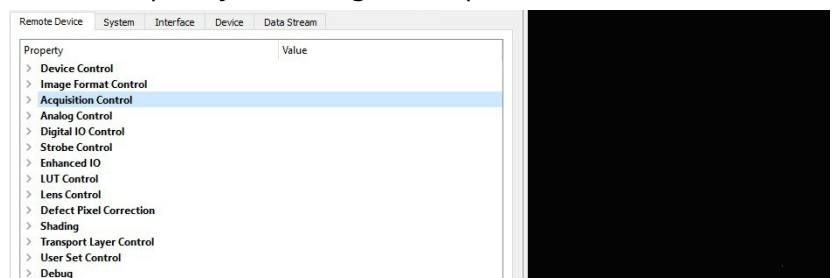 Remote Device System Interface Device Data Stream
Property Value
> Device Control
> Image Format Control
> Acquisition Control
> Analog Control
> Digital IO Control
> Strobe Control
> Enhanced IO
> LUT Control
> Lens Control
> Defect Pixel Correction
> Shading
> Transport Layer Control
> User Set Control
> Debug